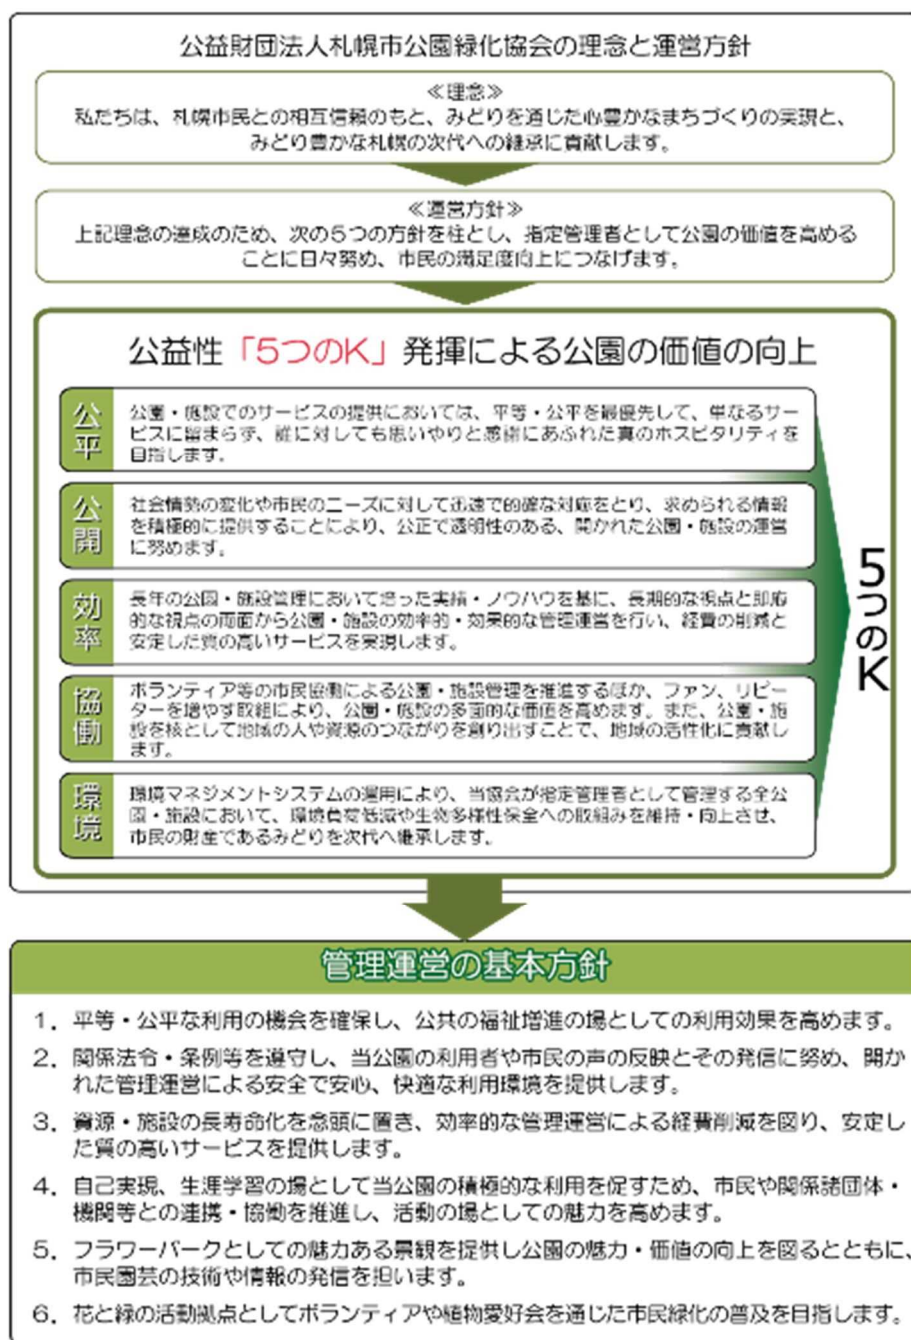 公益財団法人札幌市公園緑化協会の理念と運営方針
≪理念≫
私たちは、札幌市民との相互信頼のもと、みどりを通じた心豊かなまちづくりの実現と、
みどり豊かな札幌の次代への継承に貢献します。
≪運営方針≫
上記理念の達成のため、次の5つの方針を柱とし、指定管理者として公園の価値を高める
ことに日々努め、市民の満足度向上につなげます。
公益性「5つのK」発揮による公園の価値の向上
公平
公園・施設でのサービスの提供においては、平等・公平を最優先して、単なるサー
ビスに留まらず、誰に対しても思いやりと感謝にあふれた真のホスピタリティを
目指します。
公開
社会情勢の変化や市民のニーズに対して迅速で的確な対応をとり、求められる情報
を積極的に提供することにより、公正で透明性のある、開かれた公園・施設の運営
に努めます。
効率
長年の公園・施設管理において培った実績・ノウハウを基に、長期的な視点と即応
的な視点の両面から公園・施設の効率的・効果的な管理運営を行い、経費の削減と
安定した質の高いサービスを実現します。
協働
ボランティア等の市民協働による公園・施設管理を推進するほか、ファン、リピー
ターを増やす取組により、公園・施設の多面的な価値を高めます。また、公園・施
設を核として地域の人や資源のつながりを創り出すことで、地域の活性化に貢献し
ます。
環境
環境マネジメントシステムの運用により、当協会が指定管理者として管理する全公
園・施設において、環境負荷低減や生物多様性保全への取組みを維持・向上させ、
市民の財産であるみどりを次代へ継承します。
5つのK
管理運営の基本方針
1. 平等・公平な利用の機会を確保し、公共の福祉増進の場としての利用効果を高めます。
2. 関係法令・条例等を遵守し、当公園の利用者や市民の声の反映とその発信に努め、開か
れた管理運営による安全で安心、快適な利用環境を提供します。
3. 資源・施設の長寿命化を念頭に置き、効率的な管理運営による経費削減を図り、安定し
た質の高いサービスを提供します。
4. 自己実現、生涯学習の場として当公園の積極的な利用を促すため、市民や関係諸団体・
機関等との連携・協働を推進し、活動の場としての魅力を高めます。
5. フラワーパークとしての魅力ある景観を提供し公園の魅力・価値の向上を図るとともに、
市民園芸の技術や情報の発信を担います。
6. 花と緑の活動拠点としてボランティアや植物愛好会を通じた市民緑化の普及を目指します。